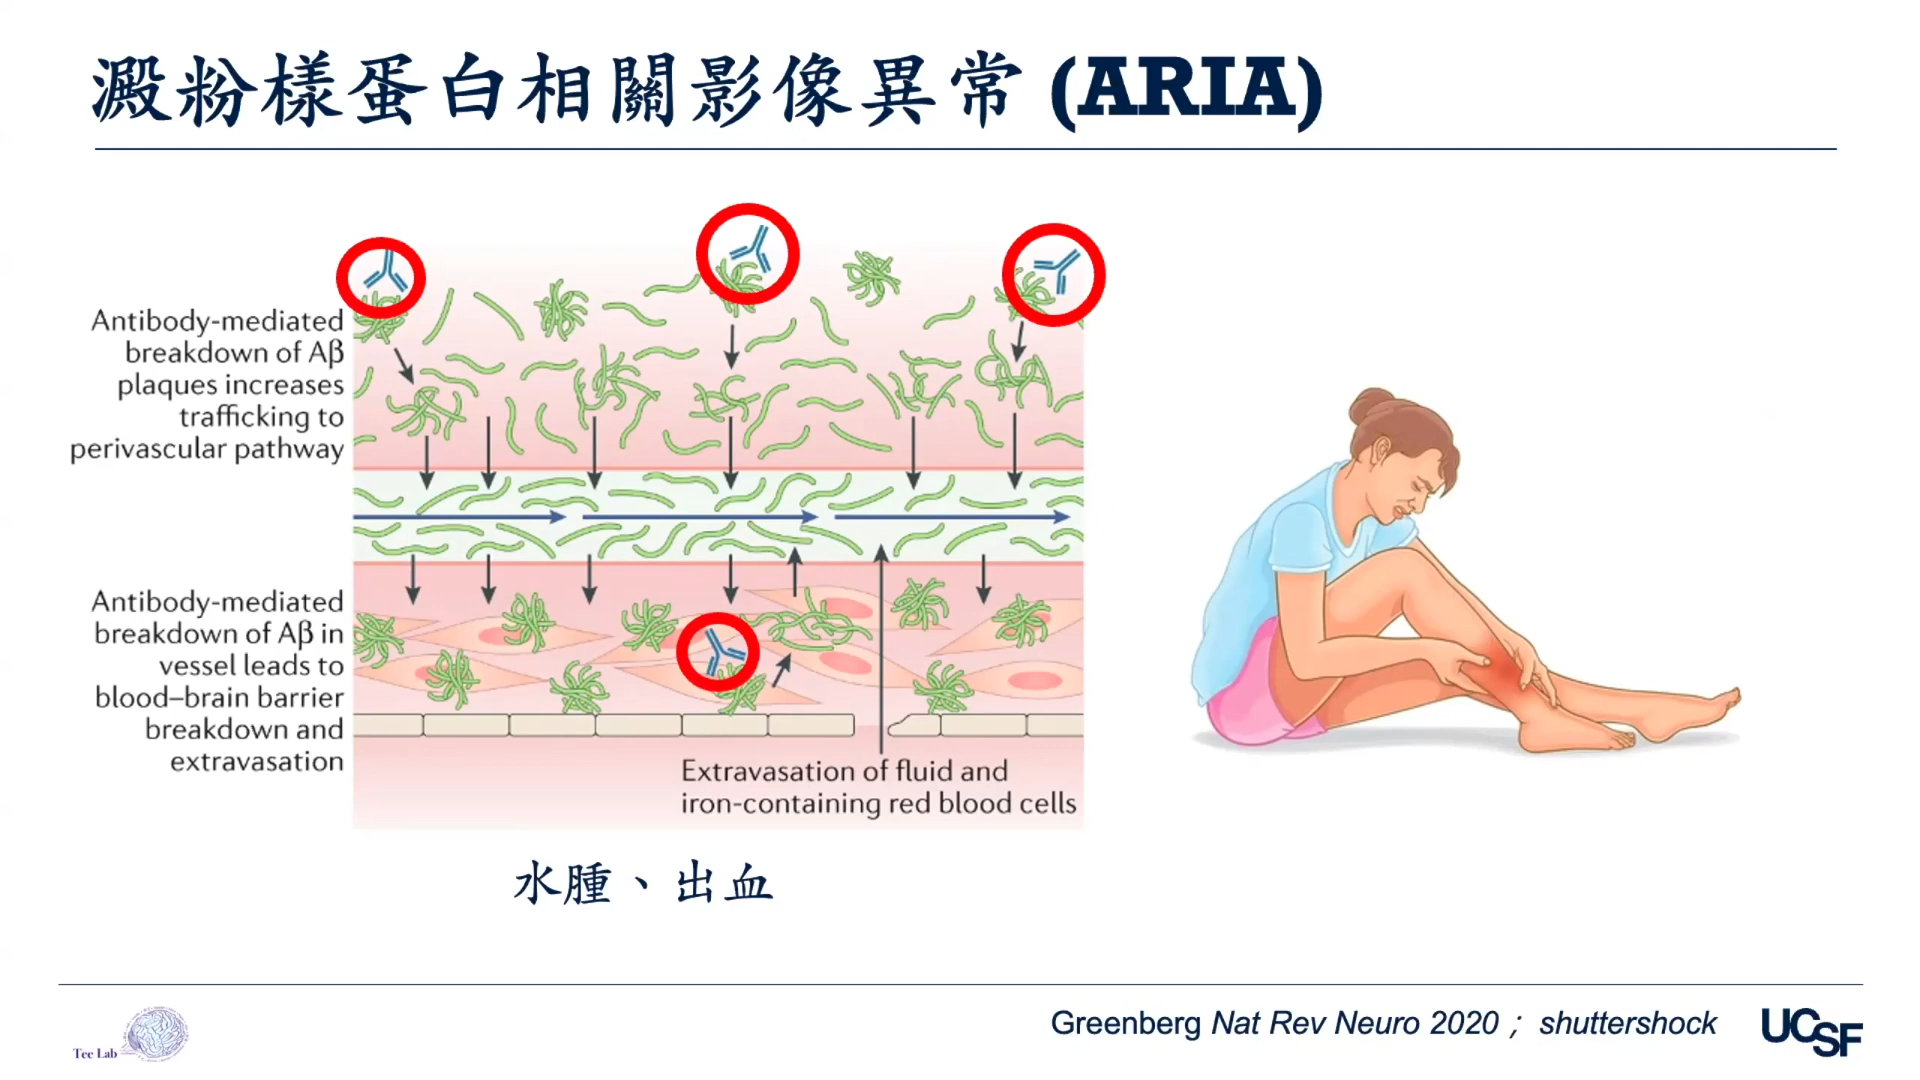 澱粉樣蛋白相關影像異常 (ARIA)
Antibody-mediated
breakdown of Aβ
plaques increases
trafficking to
perivascular pathway
Antibody-mediated
breakdown of Aβ in
vessel leads to
blood–brain barrier
breakdown and
extravasation
Extravasation of fluid and
iron-containing red blood cells
水腫、出血
Tee Lab
Greenberg Nat Rev Neuro 2020； shuttershock
UCSF